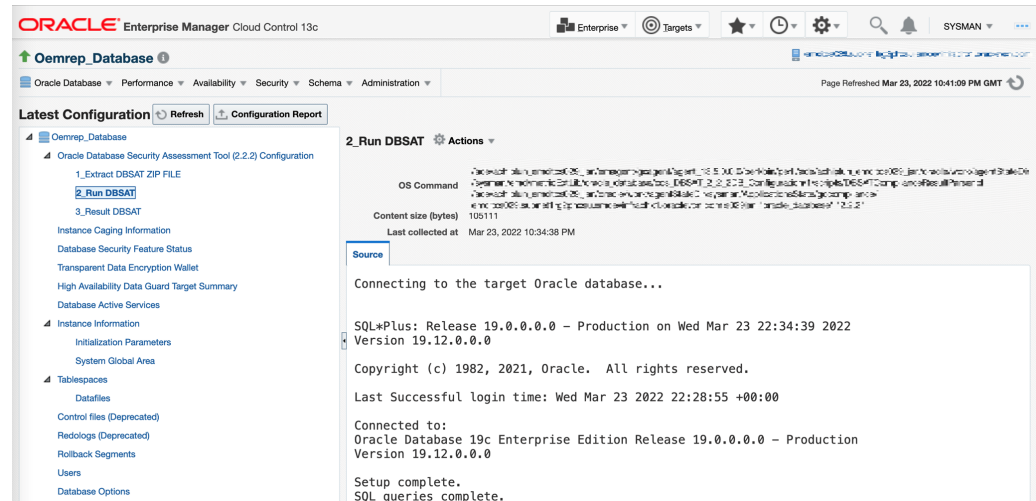 ORACLE Enterprise Manager Cloud Control 13c
Enterprise Targets SYSMAN
Oemrep_Database
Oracle Database Performance Availability Security Schema Administration
Page Refreshed Mar 23, 2022 10:41:09 PM GMT
Latest Configuration Refresh Configuration Report
Oemrep_Database
Oracle Database Security Assessment Tool (2.2.2) Configuration
1_Extract DBSAT ZIP FILE
2_Run DBSAT
3_Result DBSAT
Instance Caging Information
Database Security Feature Status
Transparent Data Encryption Wallet
High Availability Data Guard Target Summary
Database Active Services
Instance Information
Initialization Parameters
System Global Area
Tablespaces
Datafiles
Control files (Deprecated)
Redologs (Deprecated)
Rollback Segments
Users
Database Options
2_Run DBSAT Actions
OS Command
Content size (bytes) 105111
Last collected at Mar 23, 2022 10:34:38 PM
Source
Connecting to the target Oracle database...
SQL*Plus: Release 19.0.0.0.0 – Production on Wed Mar 23 22:34:39 2022
Version 19.12.0.0.0
Copyright (c) 1982, 2021, Oracle. All rights reserved.
Last Successful login time: Wed Mar 23 2022 22:28:55 +00:00
Connected to:
Oracle Database 19c Enterprise Edition Release 19.0.0.0.0 – Production
Version 19.12.0.0.0
Setup complete.
SQL queries complete.